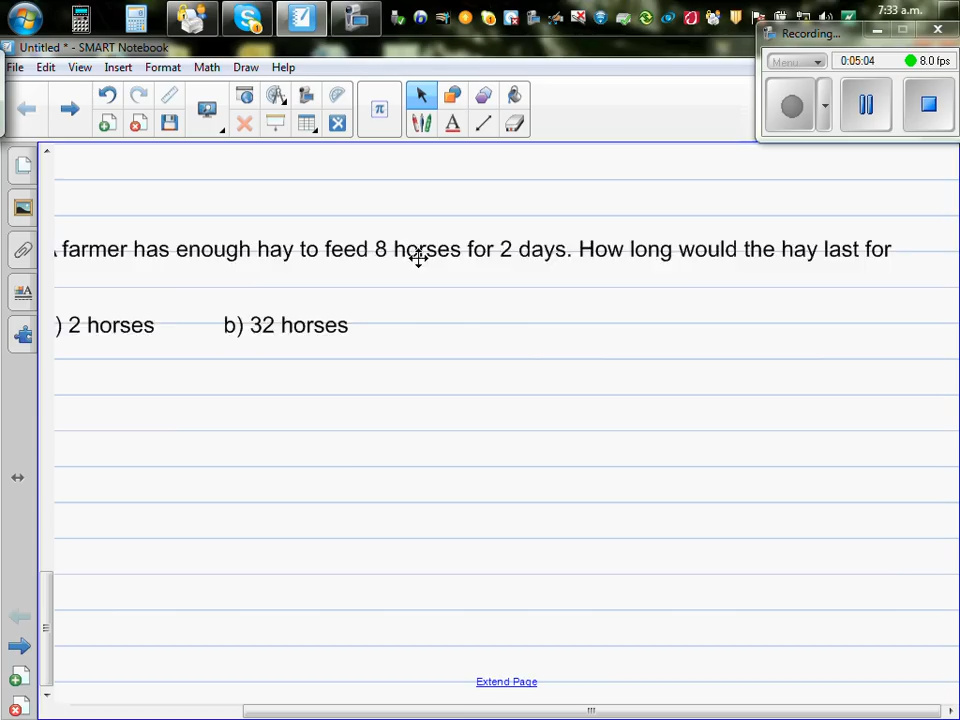 7:33 a.m.
Untitled * - SMART Notebook
Recording...
File Edit View Insert Format Math Draw Help
Menu 0:05:04 8.0 fps
farmer has enough hay to feed 8 horses for 2 days. How long would the hay last for
) 2 horses b) 32 horses
Extend Page